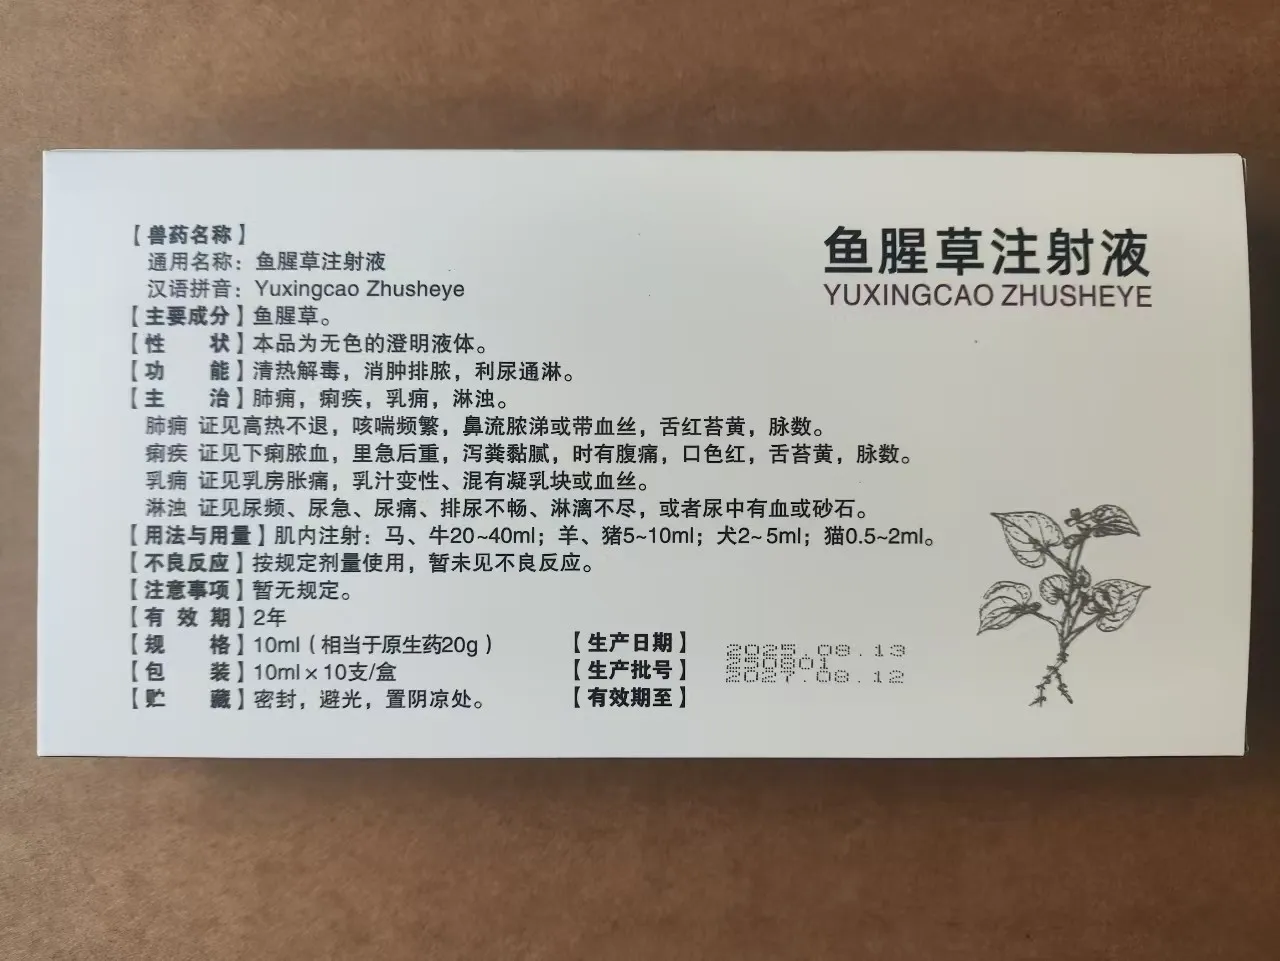 【兽药名称】
通用名称：鱼腥草注射液
汉语拼音：Yuxingcao Zhusheye
【主要成分】鱼腥草。
【性 状】本品为无色的澄明液体。
【功 能】清热解毒，消肿排脓，利尿通淋。
【主 治】肺痈，痢疾，乳痈，淋浊。
肺痈 证见高热不退，咳喘频繁，鼻流脓涕或带血丝，舌红苔黄，脉数。
痢疾 证见下痢脓血，里急后重，泻粪黏腻，时有腹痛，口色红，舌苔黄，脉数。
乳痈 证见乳房胀痛，乳汁变性、混有凝乳块或血丝。
淋浊 证见尿频、尿急、尿痛、排尿不畅、淋漓不尽，或者尿中有血或砂石。
【用法与用量】肌内注射：马、牛20~40ml；羊、猪5~10ml；犬2~5ml；猫0.5~2ml。
【不良反应】按规定剂量使用，暂未见不良反应。
【注意事项】暂无规定。
【有 效 期】2年
【规 格】10ml（相当于原生药20g）
【包 装】10ml×10支/盒
【贮 藏】密封，避光，置阴凉处。
【生产日期】2025.08.13
【生产批号】250801
【有效期至】2027.08.12
鱼腥草注射液
YUXINGCAO ZHUSHEYE